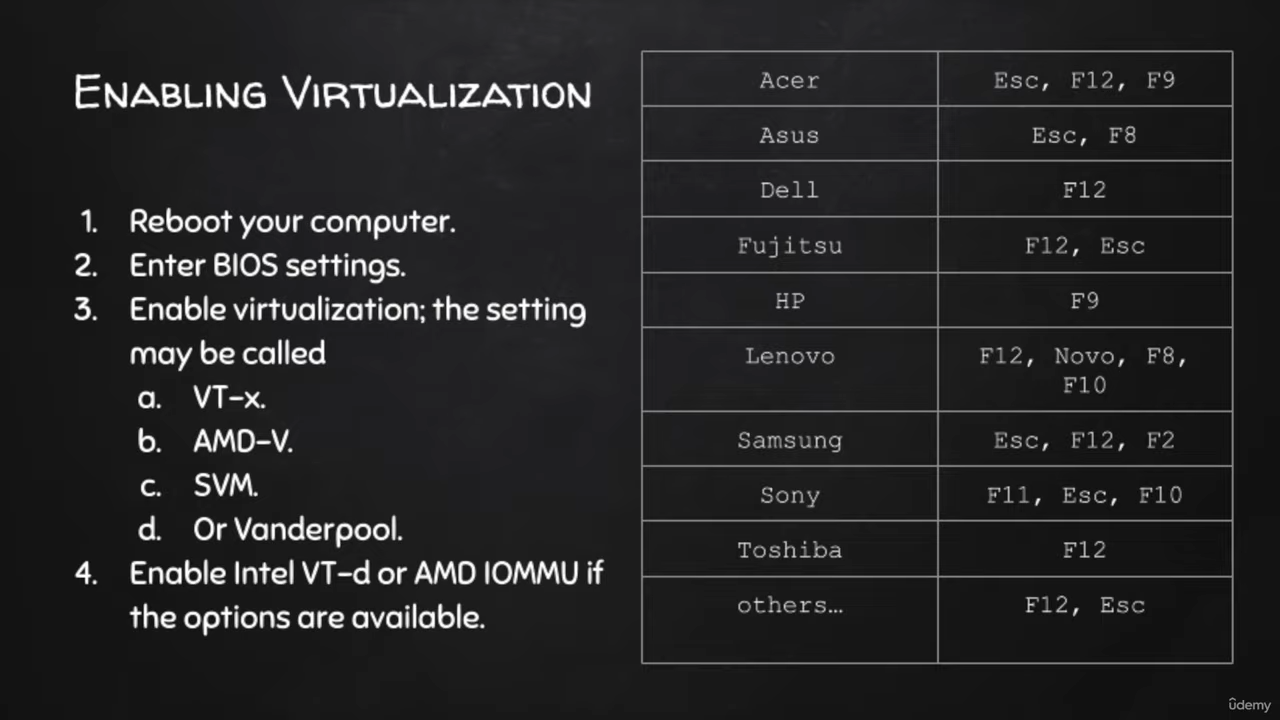 ENABLING VIRTUALIZATION
1. Reboot your computer.
2. Enter BIOS settings.
3. Enable virtualization; the setting
may be called
a. VT-x.
b. AMD-V.
c. SVM.
d. Or Vanderpool.
4. Enable Intel VT-d or AMD IOMMU if
the options are available.
Acer Esc, F12, F9
Asus Esc, F8
Dell F12
Fujitsu F12, Esc
HP F9
Lenovo F12, Novo, F8,
F10
Samsung Esc, F12, F2
Sony F11, Esc, F10
Toshiba F12
others… F12, Esc
ûdemy